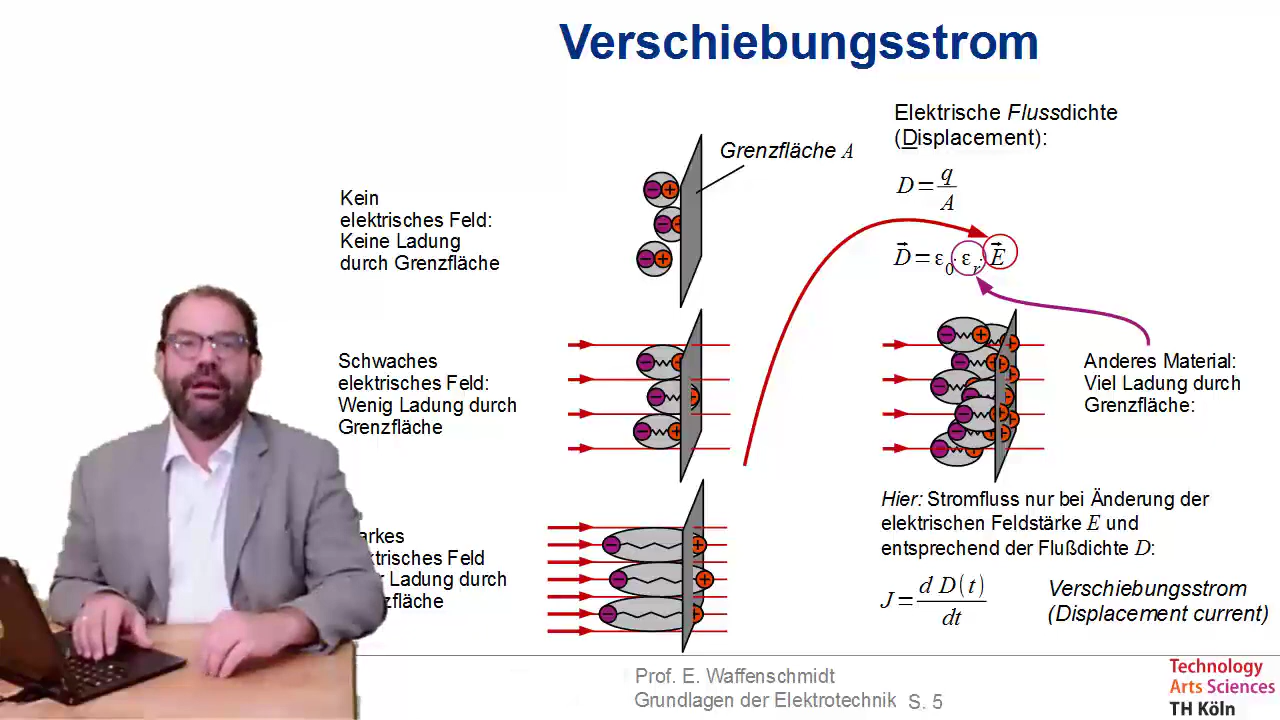 Verschiebungsstrom
Kein
elektrisches Feld:
Keine Ladung
durch Grenzfläche
Grenzfläche A
Elektrische Flussdichte
(Displacement):
D = q/A
D⃗ = ε₀ · εᵣ · E⃗
Schwaches
elektrisches Feld:
Wenig Ladung durch
Grenzfläche
Anderes Material:
Viel Ladung durch
Grenzfläche:
arkes
ktrisches Feld
r Ladung durch
zfläche
Hier: Stromfluss nur bei Änderung der
elektrischen Feldstärke E und
entsprechend der Flußdichte D:
J = d D(t)/dt
Verschiebungsstrom
(Displacement current)
Prof. E. Waffenschmidt
Grundlagen der Elektrotechnik S. 5
Technology
Arts Sciences
TH Köln